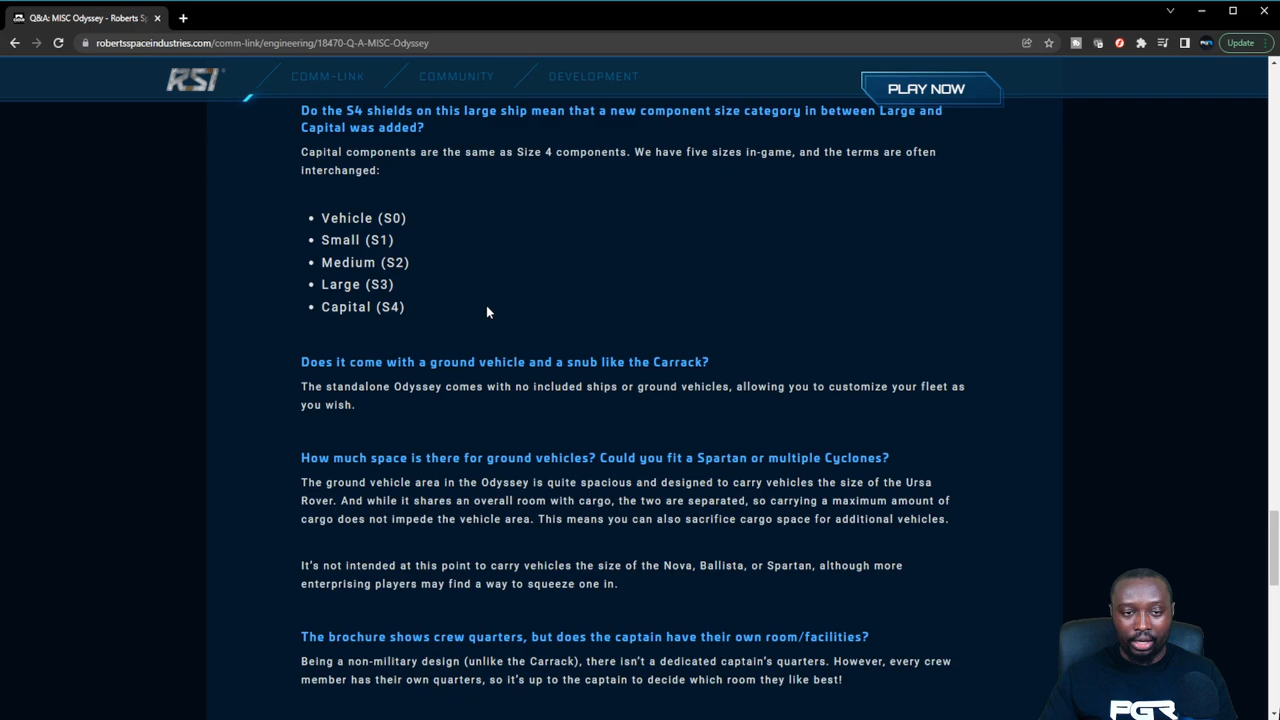 Q&A: MISC Odyssey - Roberts Sp
robertsspaceindustries.com/comm-link/engineering/18470-Q-A-MISC-Odyssey
Update
RSI
COMM-LINK
COMMUNITY
DEVELOPMENT
PLAY NOW
Do the S4 shields on this large ship mean that a new component size category in between Large and
Capital was added?
Capital components are the same as Size 4 components. We have five sizes in-game, and the terms are often
interchanged:
• Vehicle (S0)
• Small (S1)
• Medium (S2)
• Large (S3)
• Capital (S4)
Does it come with a ground vehicle and a snub like the Carrack?
The standalone Odyssey comes with no included ships or ground vehicles, allowing you to customize your fleet as
you wish.
How much space is there for ground vehicles? Could you fit a Spartan or multiple Cyclones?
The ground vehicle area in the Odyssey is quite spacious and designed to carry vehicles the size of the Ursa
Rover. And while it shares an overall room with cargo, the two are separated, so carrying a maximum amount of
cargo does not impede the vehicle area. This means you can also sacrifice cargo space for additional vehicles.
It's not intended at this point to carry vehicles the size of the Nova, Ballista, or Spartan, although more
enterprising players may find a way to squeeze one in.
The brochure shows crew quarters, but does the captain have their own room/facilities?
Being a non-military design (unlike the Carrack), there isn't a dedicated captain's quarters. However, every crew
member has their own quarters, so it's up to the captain to decide which room they like best!
PGR